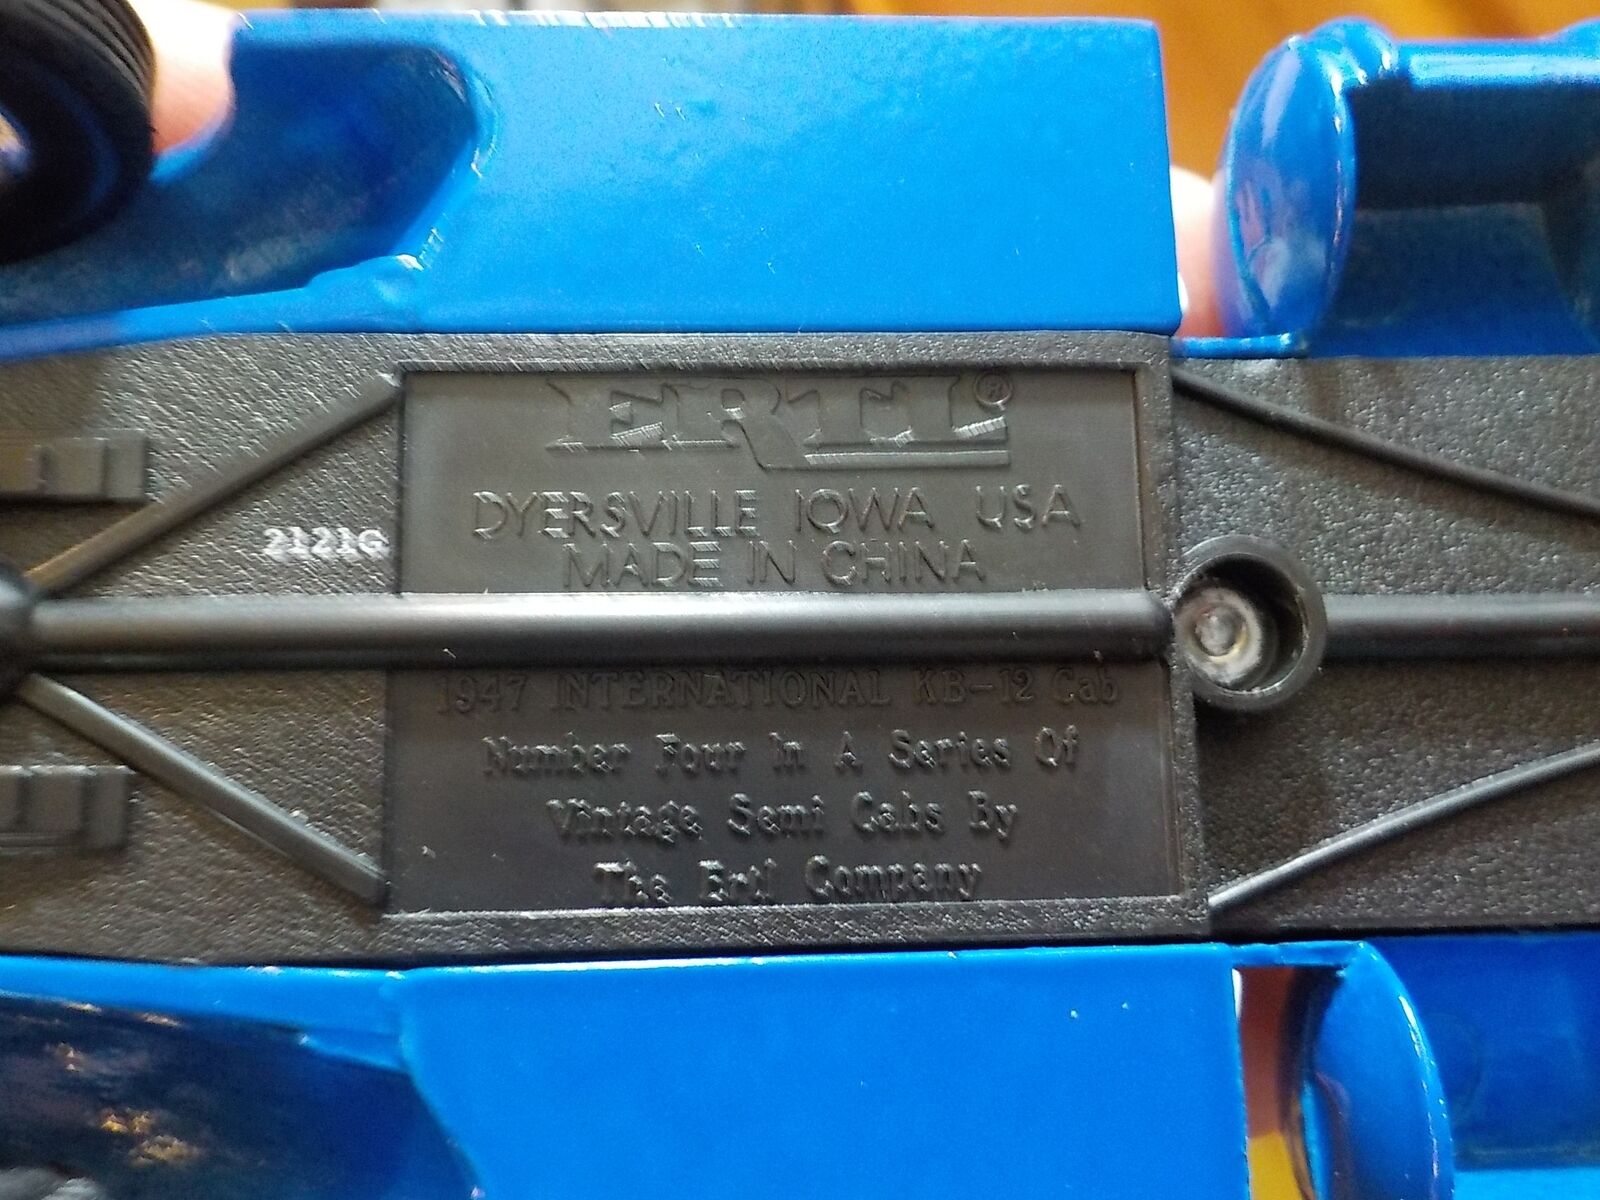 ERTL®
DYERSVILLE IOWA USA
MADE IN CHINA
2121G
1947 INTERNATIONAL KB-12 Cab
Number Four In A Series Of
Vintage Semi Cabs By
The Ertl Company